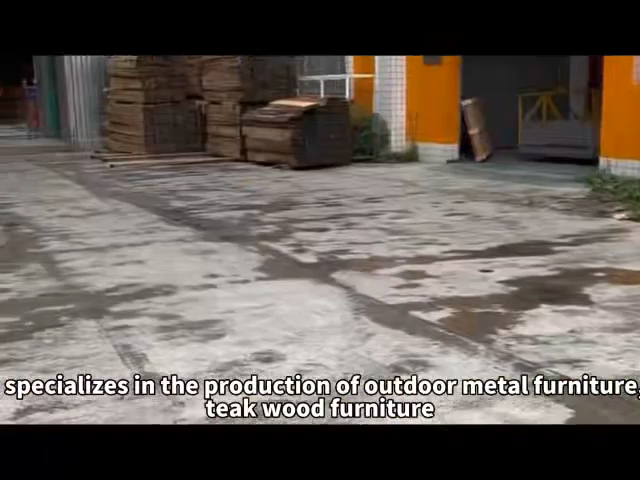 specializes in the production of outdoor metal furniture,
teak wood furniture